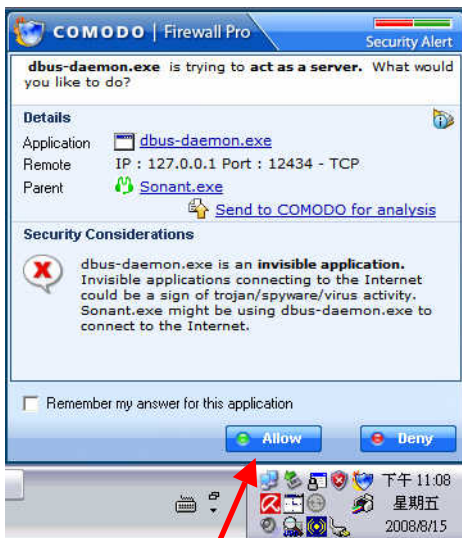 COMODO | Firewall Pro
Security Alert
dbus-daemon.exe is trying to act as a server. What would
you like to do?
Details
Application dbus-daemon.exe
Remote IP : 127.0.0.1 Port : 12434 - TCP
Parent Sonant.exe
Send to COMODO for analysis
Security Considerations
dbus-daemon.exe is an invisible application.
Invisible applications connecting to the Internet
could be a sign of trojan/spyware/virus activity.
Sonant.exe might be using dbus-daemon.exe to
connect to the Internet.
Remember my answer for this application
Allow
Deny
下午 11:08
星期五
2008/8/15